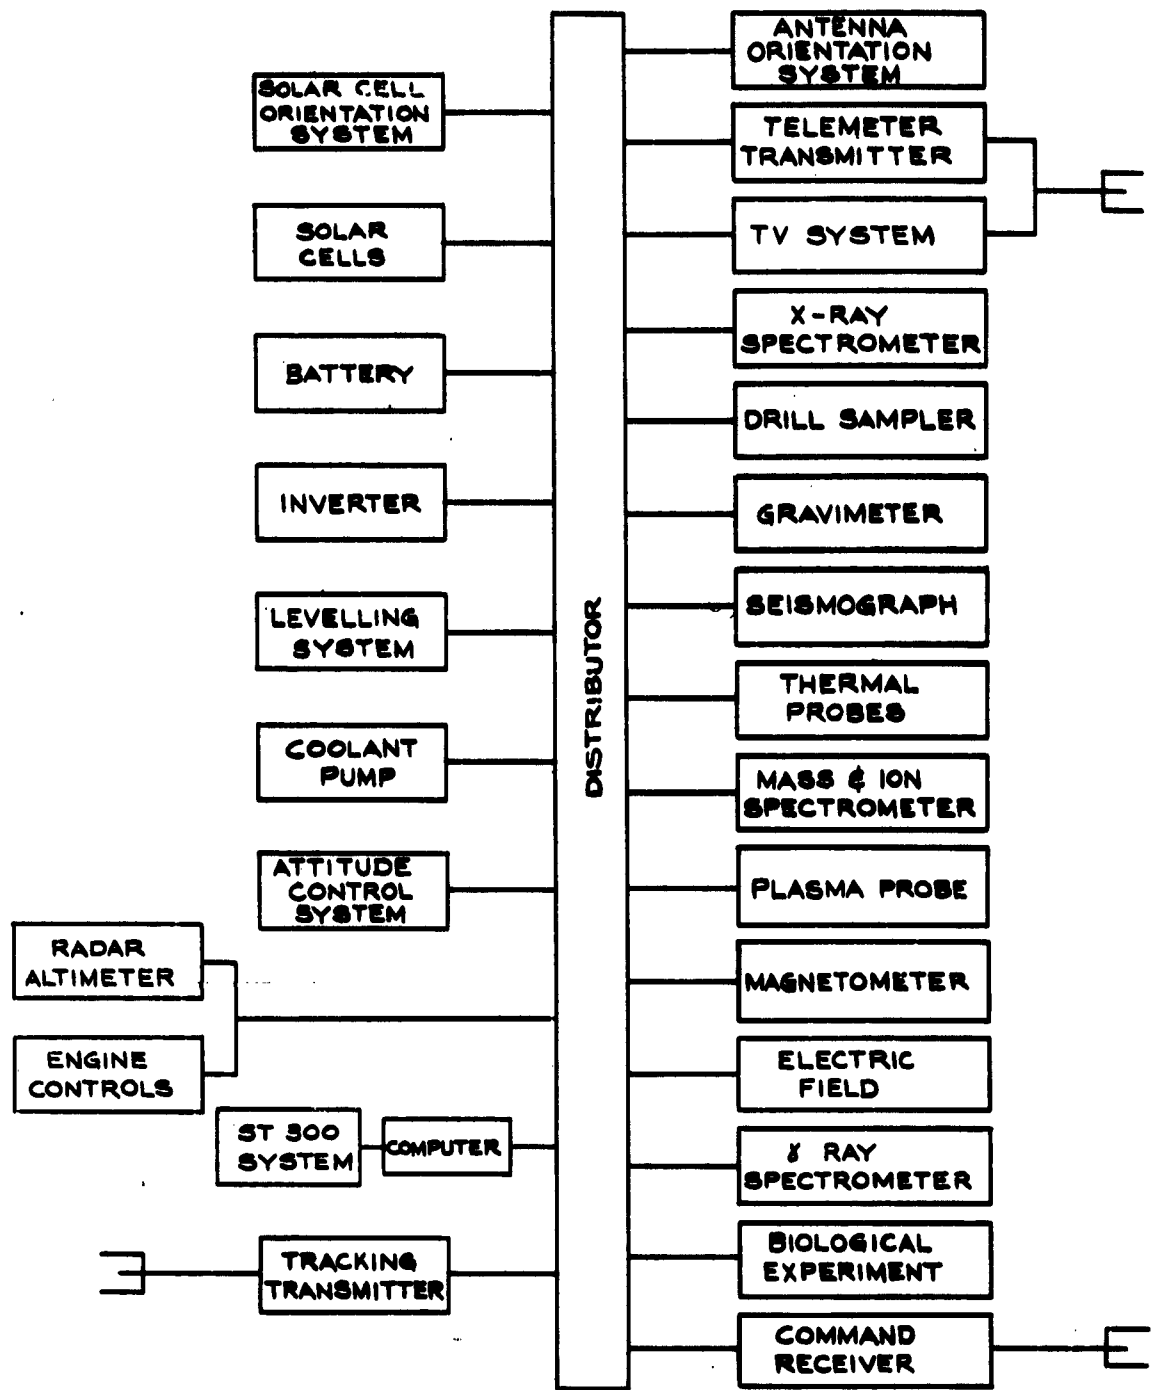 SOLAR CELL
ORIENTATION
SYSTEM
SOLAR
CELLS
BATTERY
INVERTER
LEVELLING
SYSTEM
COOLANT
PUMP
ATTITUDE
CONTROL
SYSTEM
RADAR
ALTIMETER
ENGINE
CONTROLS
ST 300
SYSTEM
COMPUTER
TRACKING
TRANSMITTER
DISTRIBUTOR
ANTENNA
ORIENTATION
SYSTEM
TELEMETER
TRANSMITTER
TV SYSTEM
X-RAY
SPECTROMETER
DRILL SAMPLER
GRAVIMETER
SEISMOGRAPH
THERMAL
PROBES
MASS & ION
SPECTROMETER
PLASMA PROBE
MAGNETOMETER
ELECTRIC
FIELD
γ RAY
SPECTROMETER
BIOLOGICAL
EXPERIMENT
COMMAND
RECEIVER